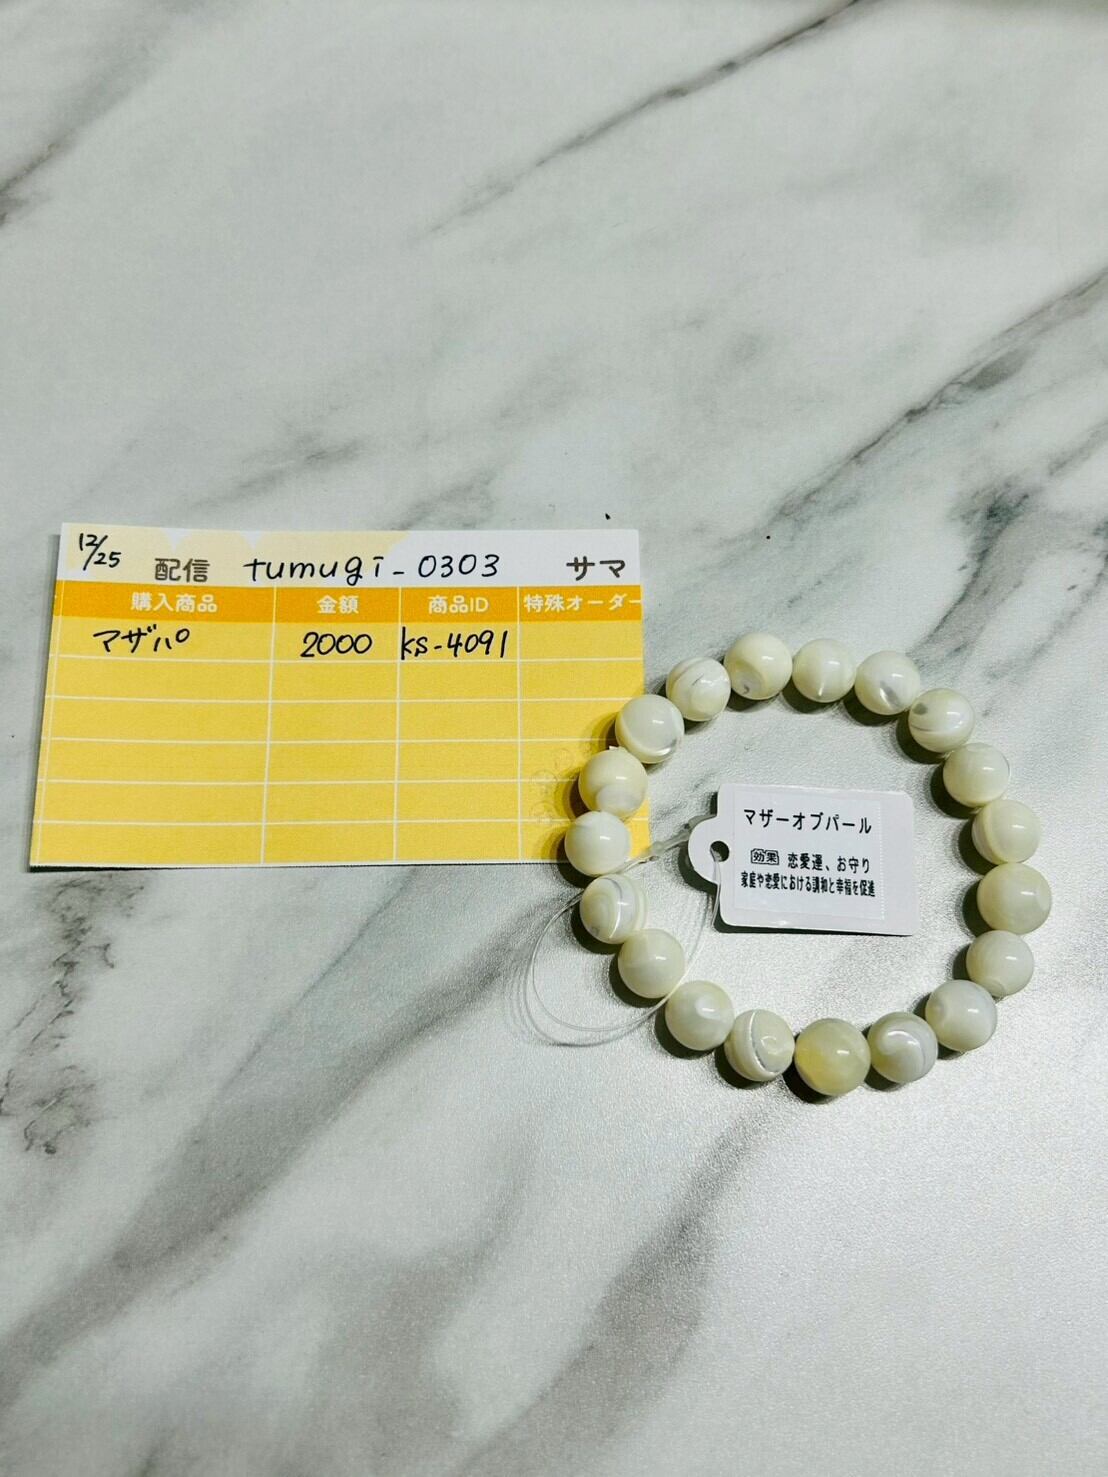 12/25 配信 tumugi-0303 サマ
購入商品 金額 商品ID 特殊オーダー
マザパ 2000 ks-4091
マザーオブパール
効果 恋愛運、お守り
家庭や恋愛における調和と幸福を促進